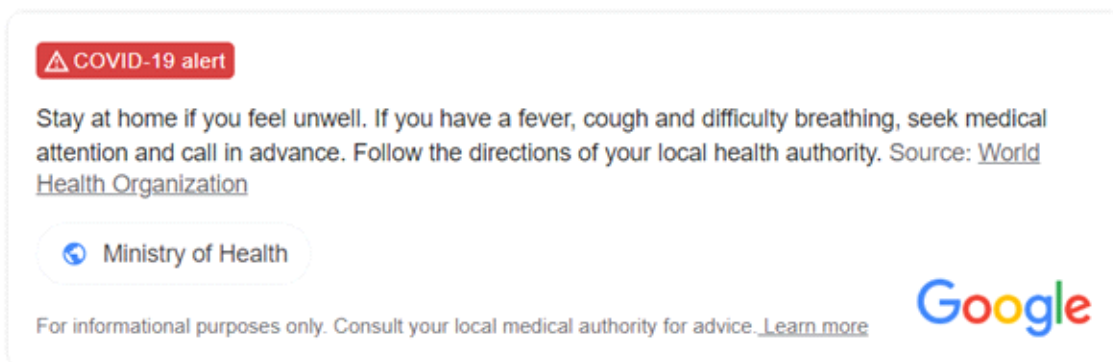 COVID-19 alert
Stay at home if you feel unwell. If you have a fever, cough and difficulty breathing, seek medical
attention and call in advance. Follow the directions of your local health authority. Source: World
Health Organization
Ministry of Health
For informational purposes only. Consult your local medical authority for advice. Learn more
Google